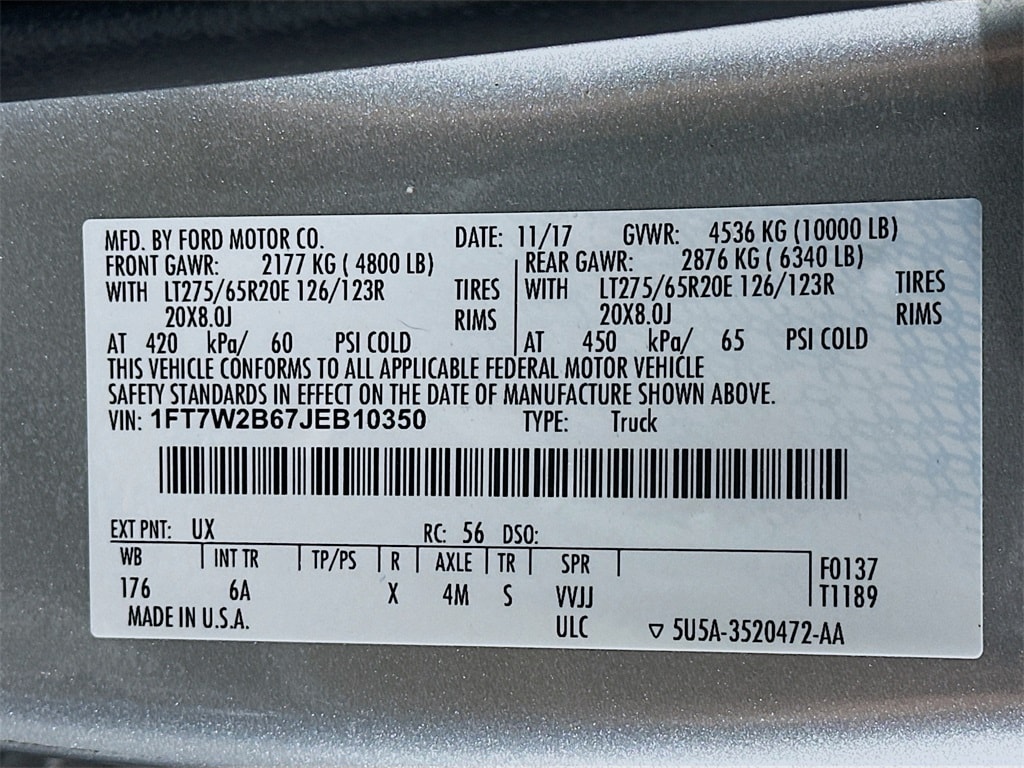 MFD. BY FORD MOTOR CO. DATE: 11/17 GVWR: 4536 KG (10000 LB)
FRONT GAWR: 2177 KG ( 4800 LB) REAR GAWR: 2876 KG ( 6340 LB)
WITH LT275/65R20E 126/123R TIRES WITH LT275/65R20E 126/123R TIRES
20X8.0J RIMS 20X8.0J RIMS
AT 420 kPa/ 60 PSI COLD AT 450 kPa/ 65 PSI COLD
THIS VEHICLE CONFORMS TO ALL APPLICABLE FEDERAL MOTOR VEHICLE
SAFETY STANDARDS IN EFFECT ON THE DATE OF MANUFACTURE SHOWN ABOVE.
VIN: 1FT7W2B67JEB10350 TYPE: Truck
EXT PNT: UX RC: 56 DSO:
WB INT TR TP/PS R AXLE TR SPR F0137
176 6A X 4M S VVJJ T1189
MADE IN U.S.A. ULC ▽ 5U5A-3520472-AA